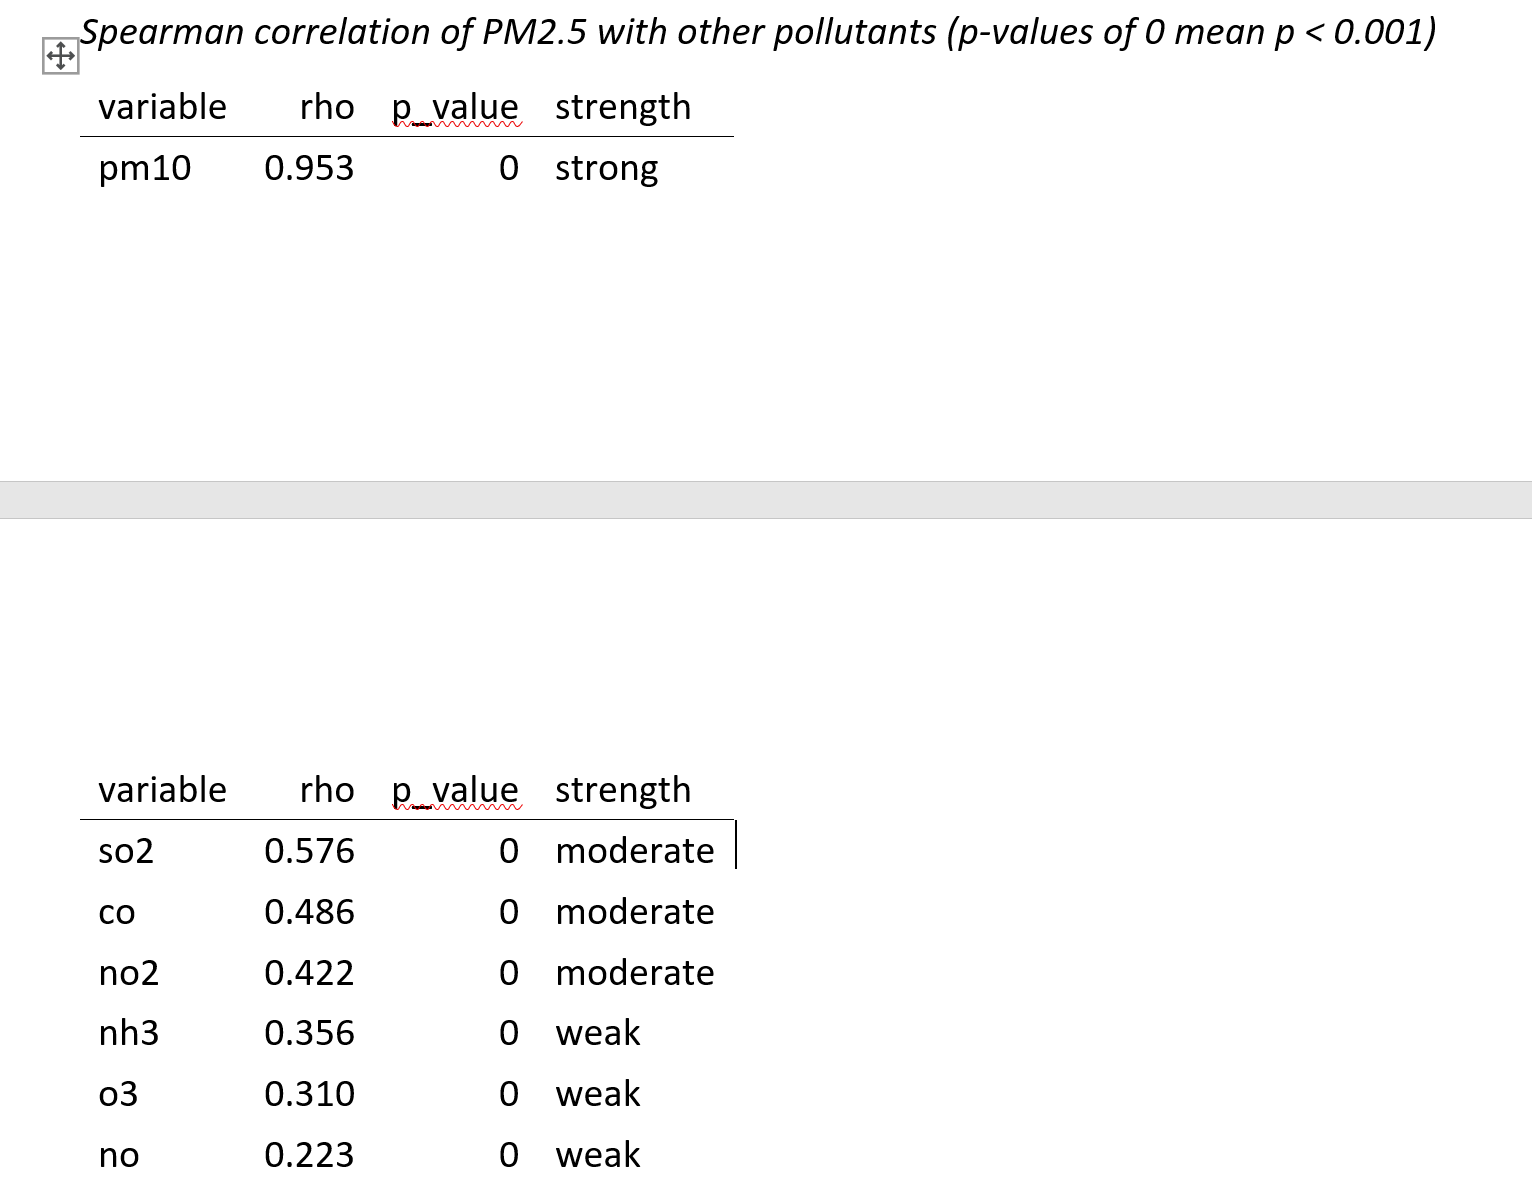 Spearman correlation of PM2.5 with other pollutants (p-values of 0 mean p < 0.001)
variable rho p_value strength
pm10 0.953 0 strong
variable rho p_value strength
so2 0.576 0 moderate
co 0.486 0 moderate
no2 0.422 0 moderate
nh3 0.356 0 weak
o3 0.310 0 weak
no 0.223 0 weak